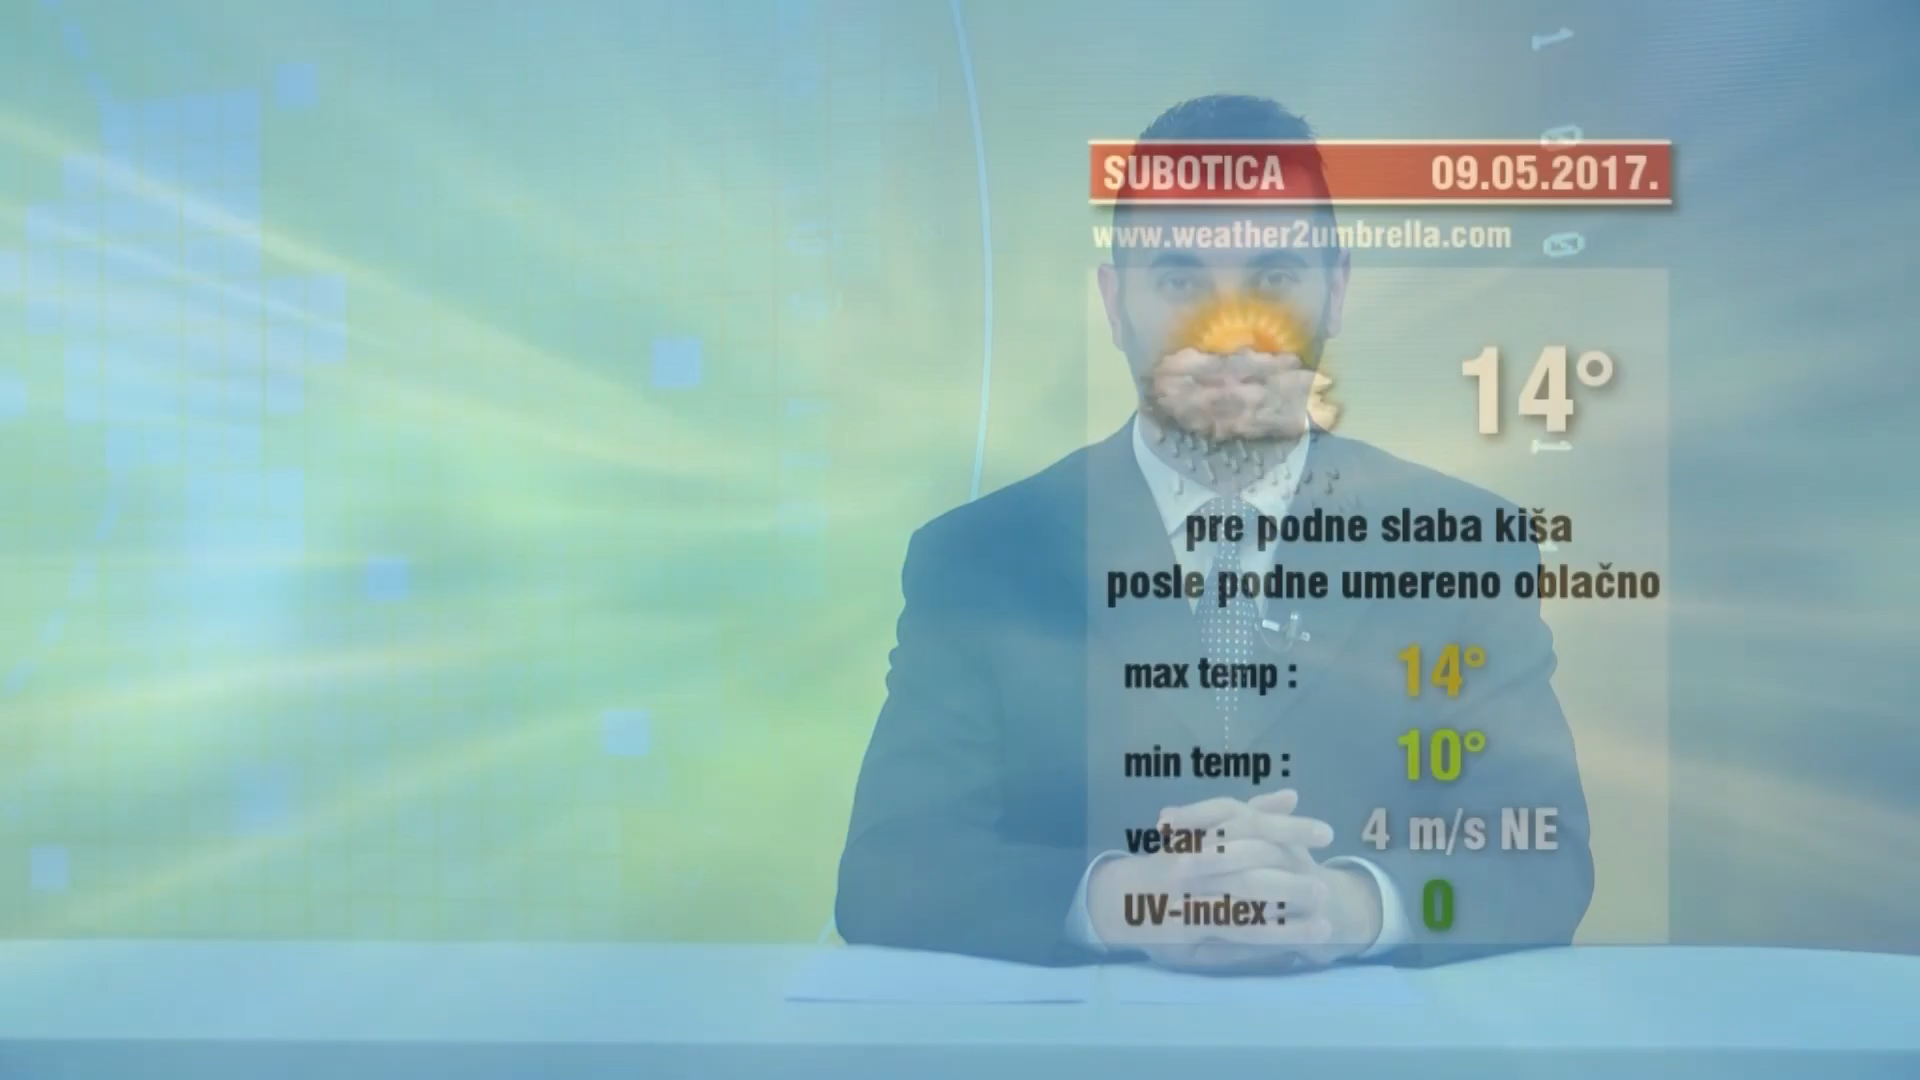 SUBOTICA 09.05.2017.
www.weather2umbrella.com
14°
pre podne slaba kiša
posle podne umereno oblačno
max temp : 14°
min temp : 10°
vetar : 4 m/s NE
UV-index : 0